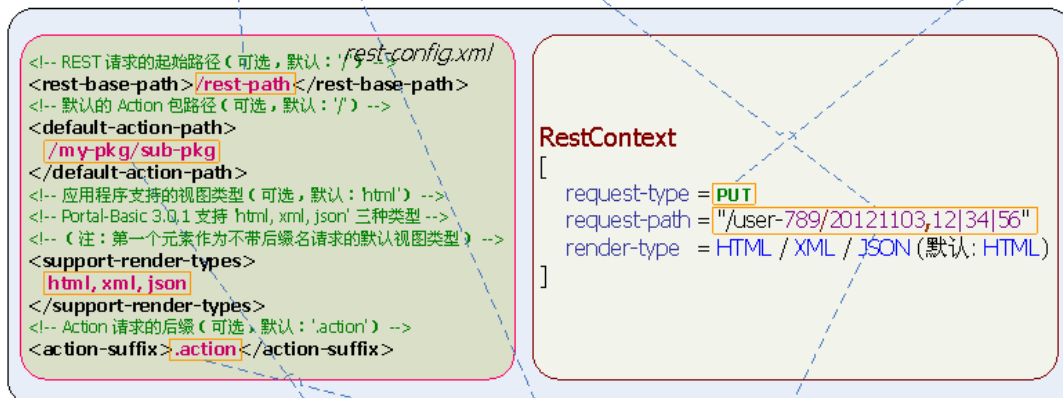 rest-config.xml
<!-- REST 请求的起始路径（可选，默认：'/'） -->
<rest-base-path>/rest-path</rest-base-path>
<!-- 默认的 Action 包路径（可选，默认：'/'） -->
<default-action-path>
/my-pkg/sub-pkg
</default-action-path>
<!-- 应用程序支持的视图类型（可选，默认：'html'） -->
<!-- Portal-Basic 3.0.1 支持 'html, xml, json' 三种类型 -->
<!-- （注：第一个元素作为不带后缀名请求的默认视图类型） -->
<support-render-types>
html, xml, json
</support-render-types>
<!-- Action 请求的后缀（可选，默认：'.action'） -->
<action-suffix>.action</action-suffix>
RestContext
[
request-type = PUT
request-path = "/user-789/20121103,12|34|56"
render-type = HTML / XML / JSON (默认: HTML)
]